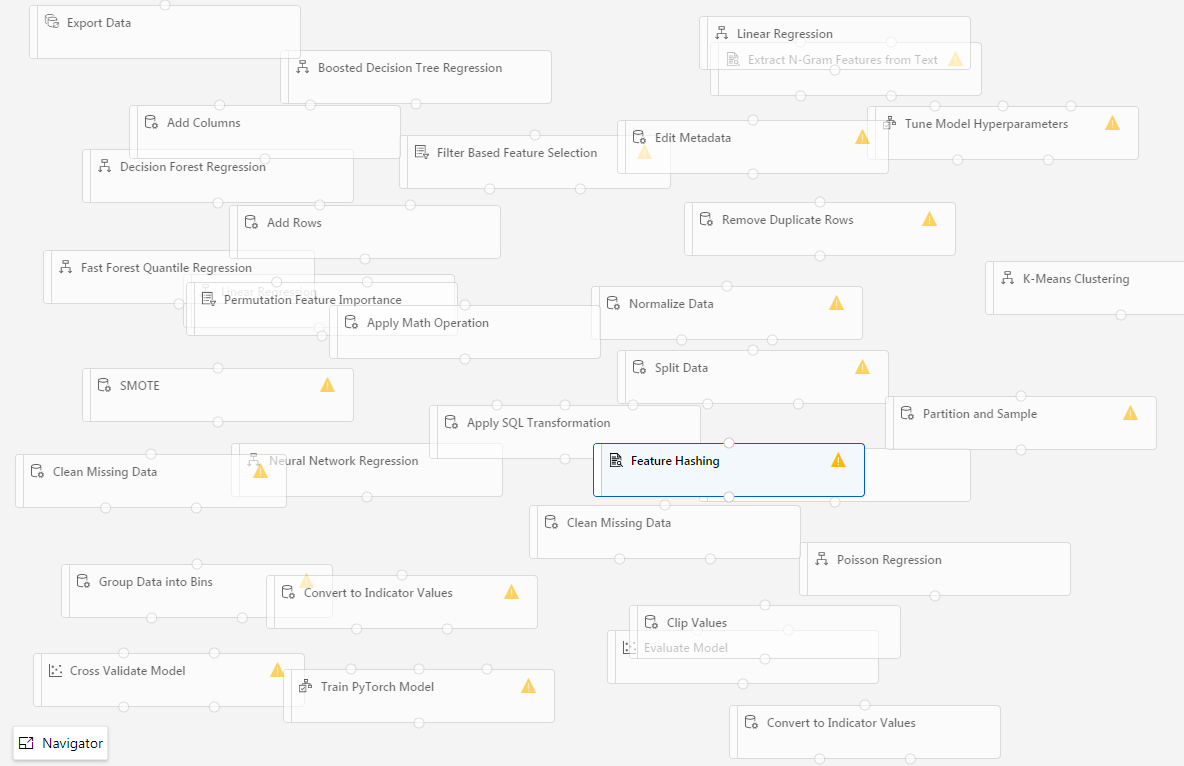 Export Data
Linear Regression
Extract N-Gram Features from Text
Boosted Decision Tree Regression
Add Columns
Tune Model Hyperparameters
Edit Metadata
Filter Based Feature Selection
Decision Forest Regression
Add Rows
Remove Duplicate Rows
Fast Forest Quantile Regression
K-Means Clustering
Linear Regression
Permutation Feature Importance
Normalize Data
Apply Math Operation
Split Data
SMOTE
Partition and Sample
Apply SQL Transformation
Neural Network Regression
Feature Hashing
Clean Missing Data
Clean Missing Data
Poisson Regression
Group Data into Bins
Convert to Indicator Values
Clip Values
Evaluate Model
Cross Validate Model
Train PyTorch Model
Convert to Indicator Values
Navigator